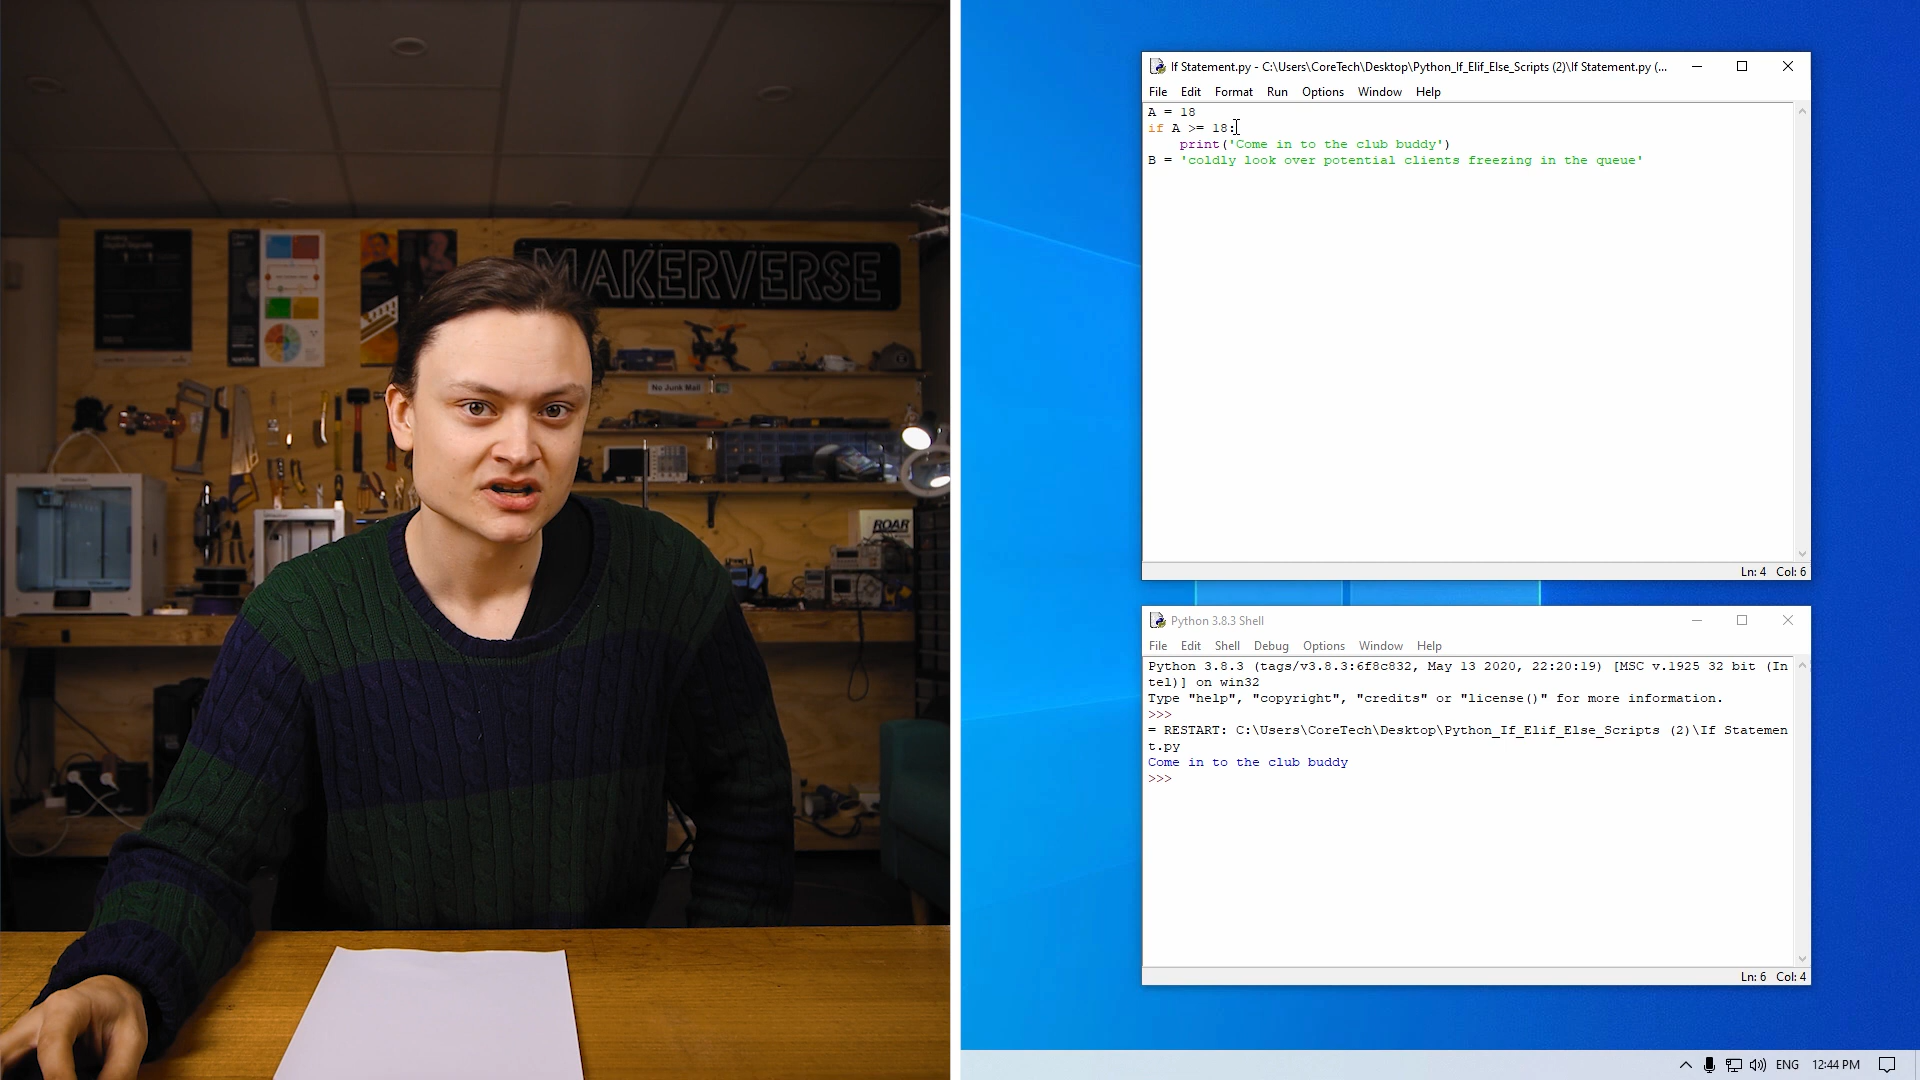 MAKERVERSE
No Junk Mail
ROAR
If Statement.py - C:\Users\CoreTech\Desktop\Python_If_Elif_Else_Scripts (2)\If Statement.py (...
File Edit Format Run Options Window Help
A = 18
if A >= 18:
    print('Come in to the club buddy')
B = 'coldly look over potential clients freezing in the queue'
Ln: 4 Col: 6
Python 3.8.3 Shell
File Edit Shell Debug Options Window Help
Python 3.8.3 (tags/v3.8.3:6f8c832, May 13 2020, 22:20:19) [MSC v.1925 32 bit (In
tel)] on win32
Type "help", "copyright", "credits" or "license()" for more information.
>>>
= RESTART: C:\Users\CoreTech\Desktop\Python_If_Elif_Else_Scripts (2)\If Statemen
t.py
Come in to the club buddy
>>>
Ln: 6 Col: 4
ENG 12:44 PM